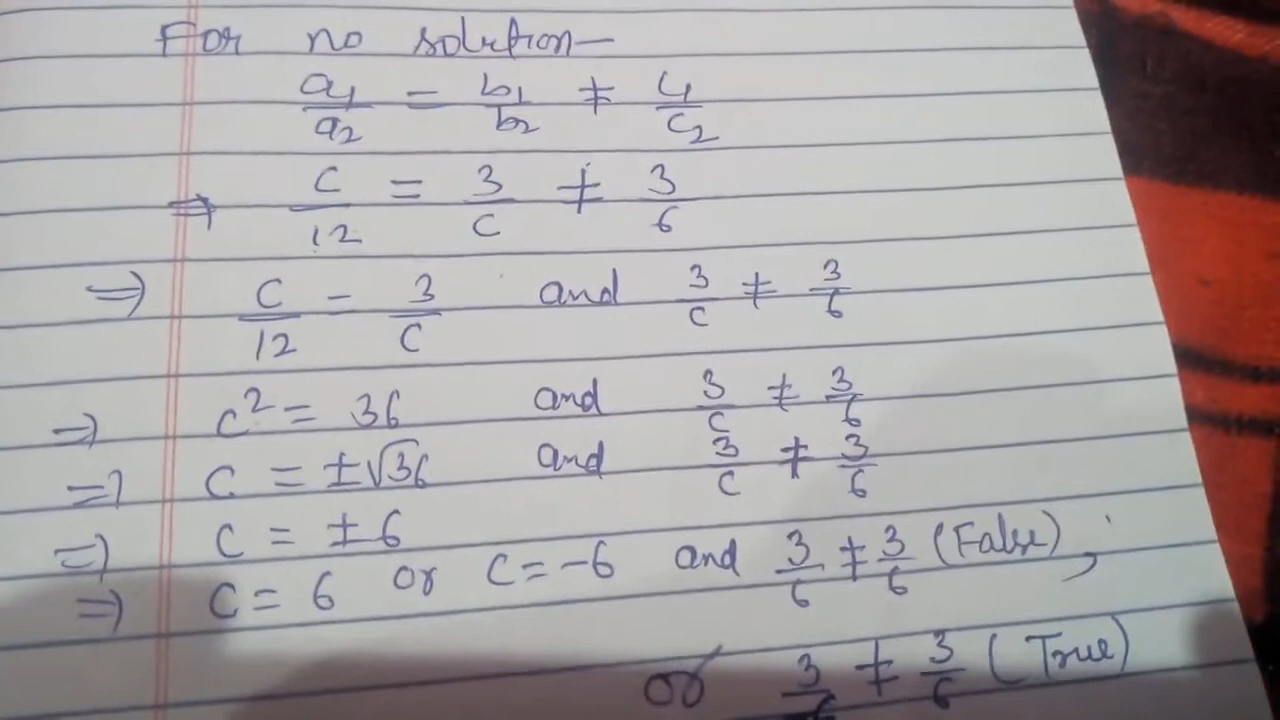 For no solution—
a₁/a₂ = b₁/b₂ ≠ c₁/c₂
⇒ c/12 = 3/c ≠ 3/6
⇒ c/12 = 3/c and 3/c ≠ 3/6
⇒ c² = 36 and 3/c ≠ 3/6
⇒ c = ±√36 and 3/c ≠ 3/6
⇒ c = ±6
⇒ c = 6 or c = -6 and 3/6 ≠ 3/6 (False),
or 3/6 ≠ 3/6 (True)